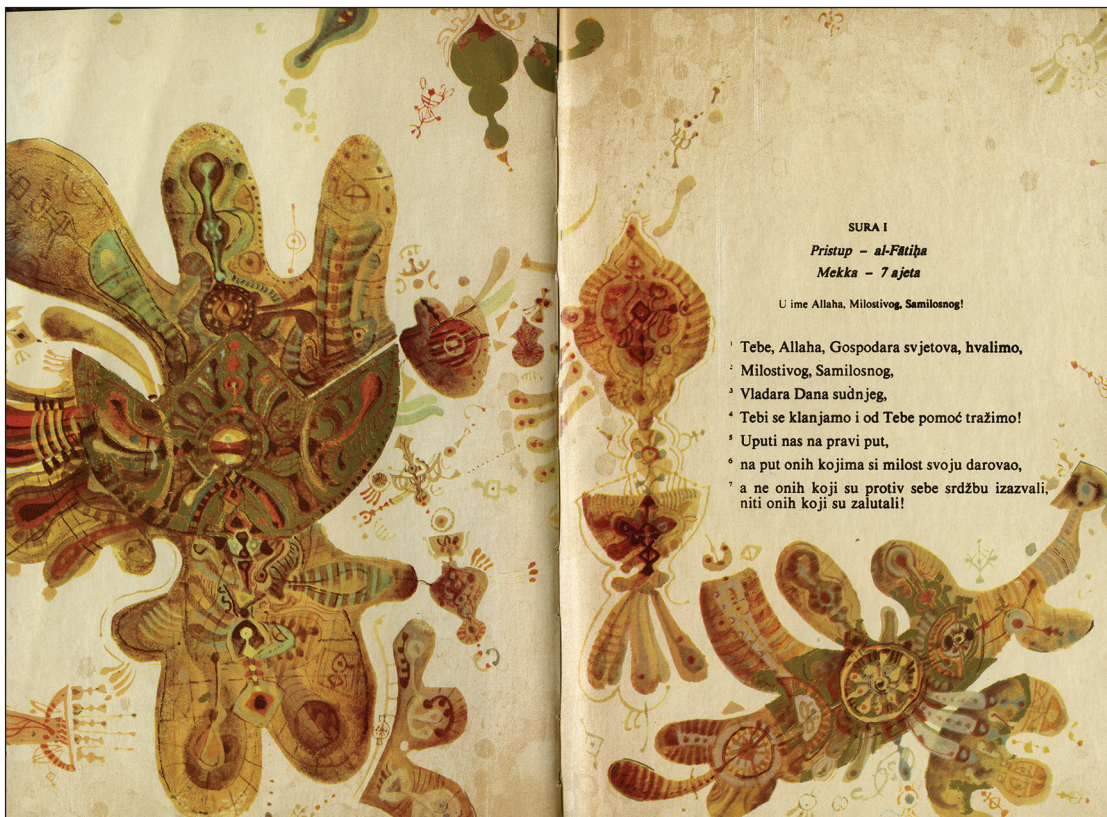 SURA I
Pristup – al-Fātiḥa
Mekka – 7 ajeta
U ime Allaha, Milostivog, Samilosnog!
1 Tebe, Allaha, Gospodara svjetova, hvalimo,
2 Milostivog, Samilosnog,
3 Vladara Dana sudnjeg,
4 Tebi se klanjamo i od Tebe pomoć tražimo!
5 Uputi nas na pravi put,
6 na put onih kojima si milost svoju darovao,
7 a ne onih koji su protiv sebe srdžbu izazvali,
niti onih koji su zalutali!